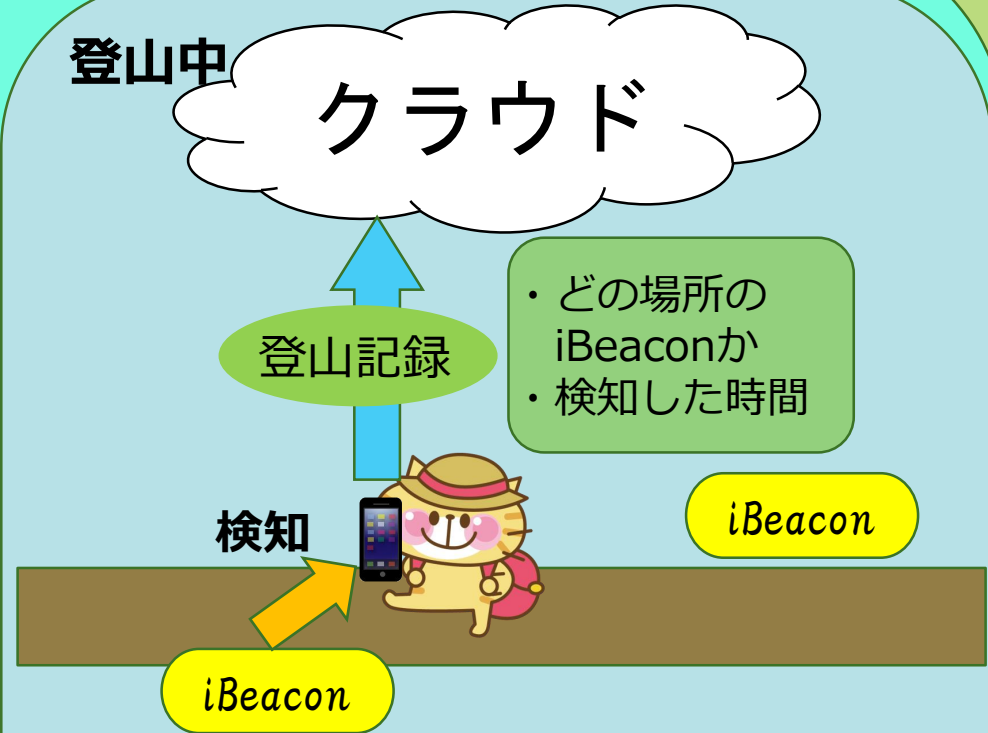 登山中
クラウド
登山記録
・どの場所の
iBeaconか
・検知した時間
検知
iBeacon
iBeacon